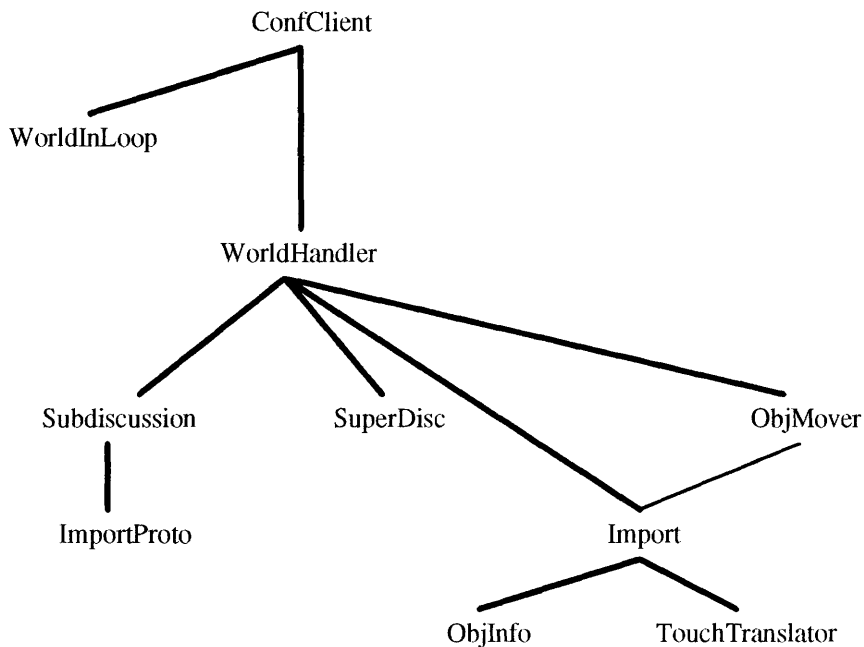 ConfClient
WorldInLoop
WorldHandler
Subdiscussion
SuperDisc
ObjMover
ImportProto
Import
ObjInfo
TouchTranslator